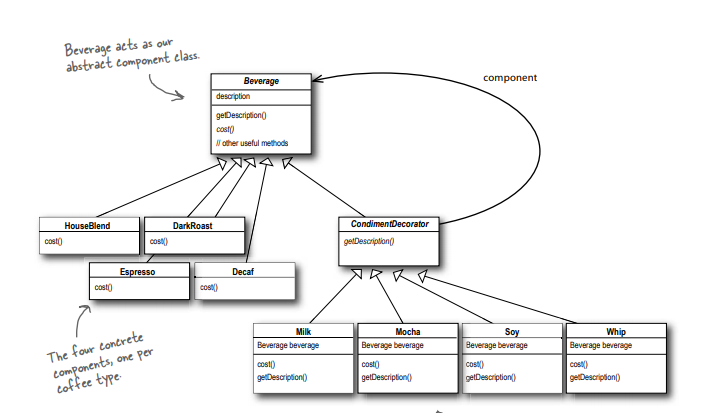 Beverage acts as our
abstract component class.
Beverage
description
getDescription()
cost()
// other useful methods
component
HouseBlend
cost()
DarkRoast
cost()
CondimentDecorator
getDescription()
Espresso
cost()
Decaf
cost()
The four concrete
components, one per
coffee type.
Milk
Beverage beverage
cost()
getDescription()
Mocha
Beverage beverage
cost()
getDescription()
Soy
Beverage beverage
cost()
getDescription()
Whip
Beverage beverage
cost()
getDescription()